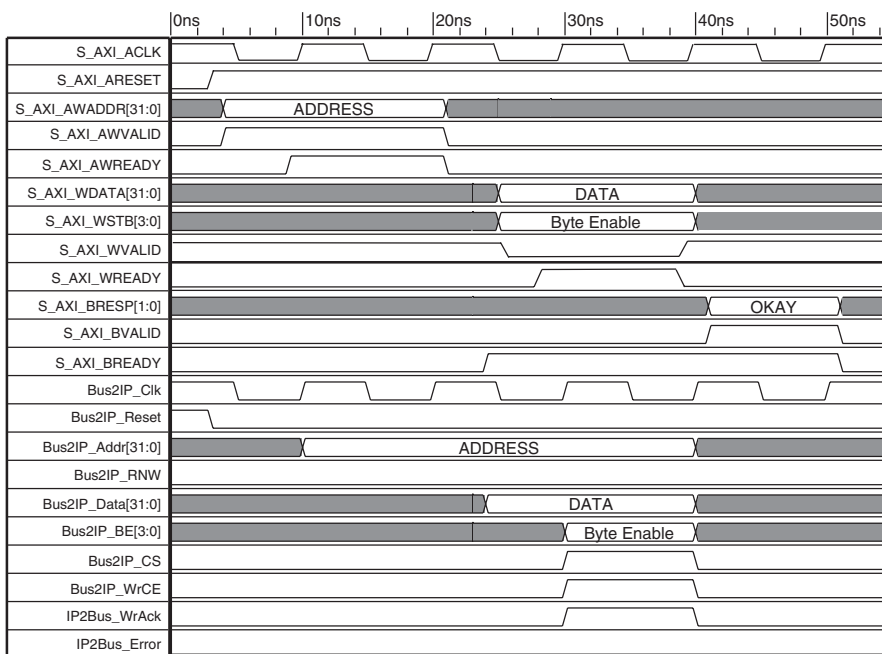 0ns 10ns 20ns 30ns 40ns 50ns
S_AXI_ACLK
S_AXI_ARESET
S_AXI_AWADDR[31:0] ADDRESS
S_AXI_AWVALID
S_AXI_AWREADY
S_AXI_WDATA[31:0] DATA
S_AXI_WSTB[3:0] Byte Enable
S_AXI_WVALID
S_AXI_WREADY
S_AXI_BRESP[1:0] OKAY
S_AXI_BVALID
S_AXI_BREADY
Bus2IP_Clk
Bus2IP_Reset
Bus2IP_Addr[31:0] ADDRESS
Bus2IP_RNW
Bus2IP_Data[31:0] DATA
Bus2IP_BE[3:0] Byte Enable
Bus2IP_CS
Bus2IP_WrCE
IP2Bus_WrAck
IP2Bus_Error